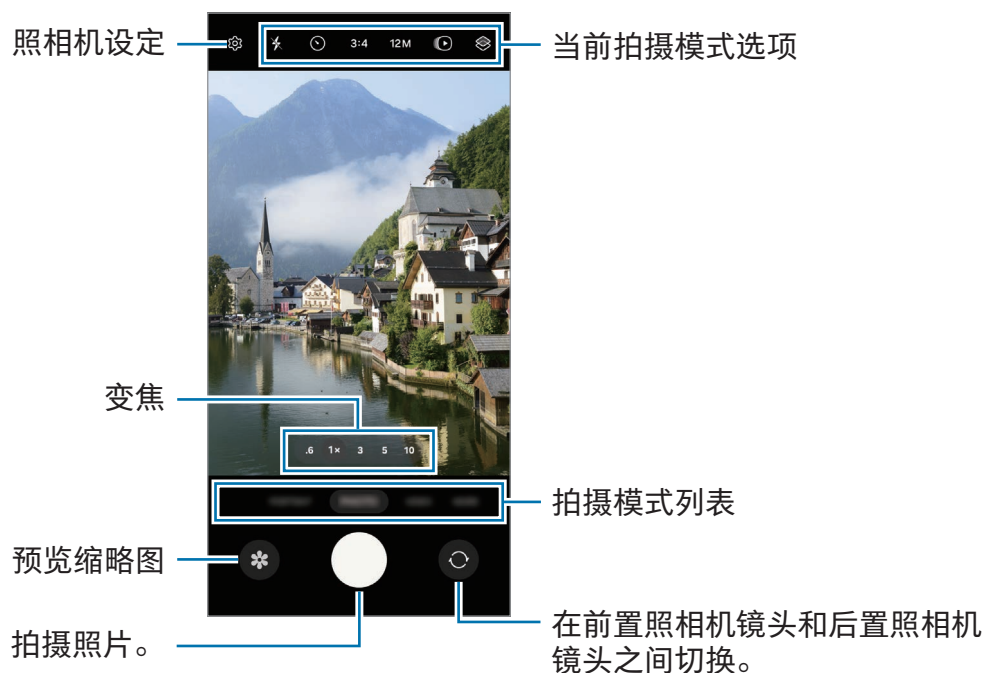 照相机设定
3:4
12M
当前拍摄模式选项
变焦
.6 1× 3 5 10
拍摄模式列表
预览缩略图
拍摄照片。
在前置照相机镜头和后置照相机
镜头之间切换。